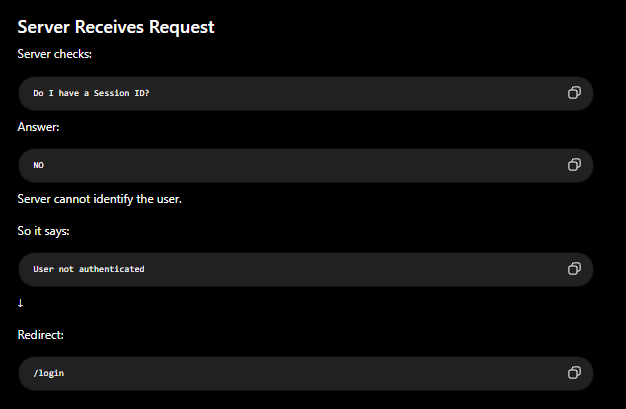 Server Receives Request
Server checks:
Do I have a Session ID?
Answer:
NO
Server cannot identify the user.
So it says:
User not authenticated
↓
Redirect:
/login